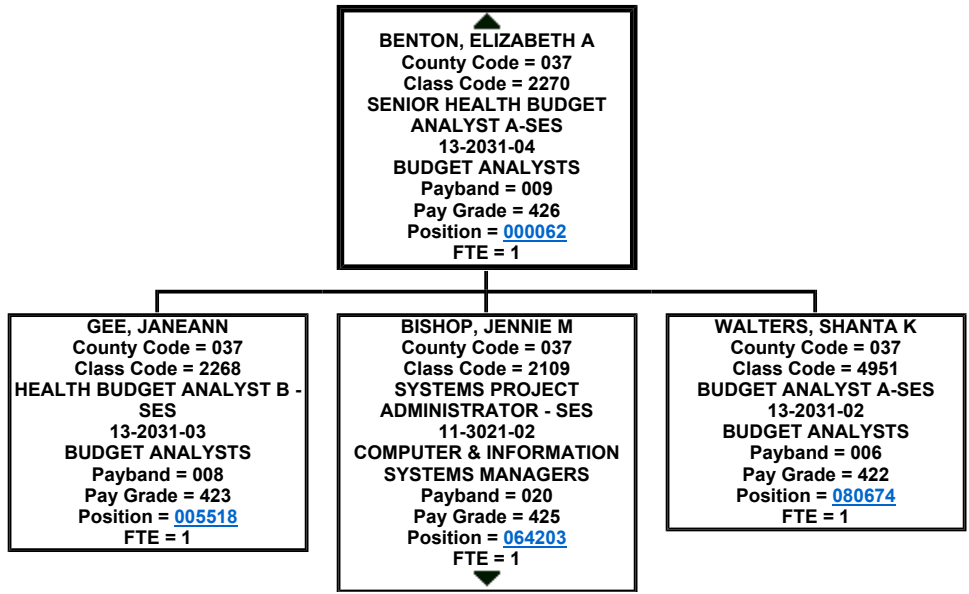 BENTON, ELIZABETH A
County Code = 037
Class Code = 2270
SENIOR HEALTH BUDGET
ANALYST A-SES
13-2031-04
BUDGET ANALYSTS
Payband = 009
Pay Grade = 426
Position = 000062
FTE = 1
GEE, JEANEANN
County Code = 037
Class Code = 2268
HEALTH BUDGET ANALYST B -
SES
13-2031-03
BUDGET ANALYSTS
Payband = 008
Pay Grade = 423
Position = 005518
FTE = 1
BISHOP, JENNIE M
County Code = 037
Class Code = 2109
SYSTEMS PROJECT
ADMINISTRATOR - SES
11-3021-02
COMPUTER & INFORMATION
SYSTEMS MANAGERS
Payband = 020
Pay Grade = 425
Position = 064203
FTE = 1
WALTERS, SHANTA K
County Code = 037
Class Code = 4951
BUDGET ANALYST A-SES
13-2031-02
BUDGET ANALYSTS
Payband = 006
Pay Grade = 422
Position = 080674
FTE = 1